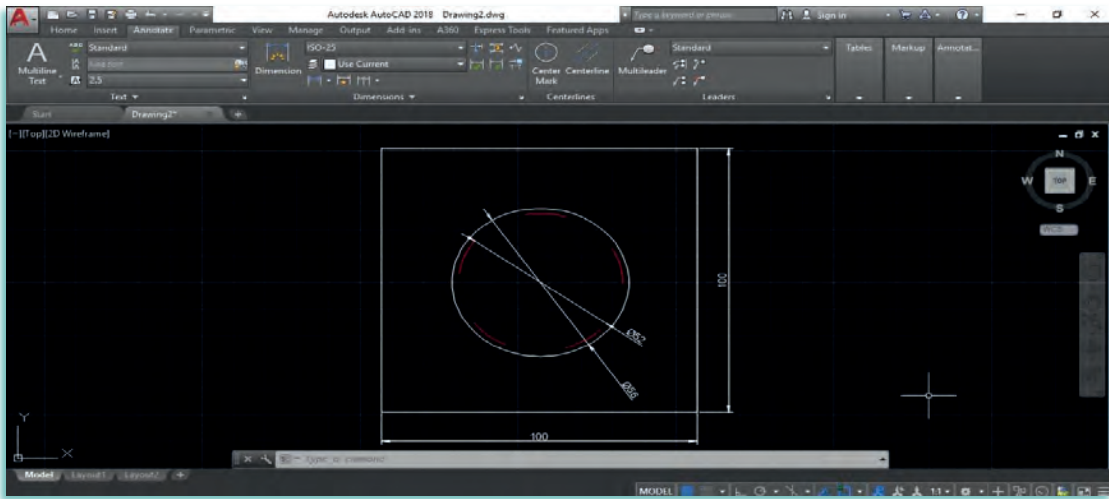 Autodesk AutoCAD 2018 Drawing2.dwg
Type a keyword or phrase
Sign In
Home Insert Annotate Parametric View Manage Output Add-ins A360 Express Tools Featured Apps
Multiline Text
Standard
2.5
Text
Dimension
ISO-25
Use Current
Dimensions
Center Mark
Centerline
Centerlines
Multileader
Standard
Leaders
Tables
Markup
Annotat...
Start
Drawing2*
[-][Top][2D Wireframe]
N
W
TOP
E
S
WCS
100
Ø52
Ø56
100
Y
X
Type a command
Model Layout1 Layout2
MODEL
1:1